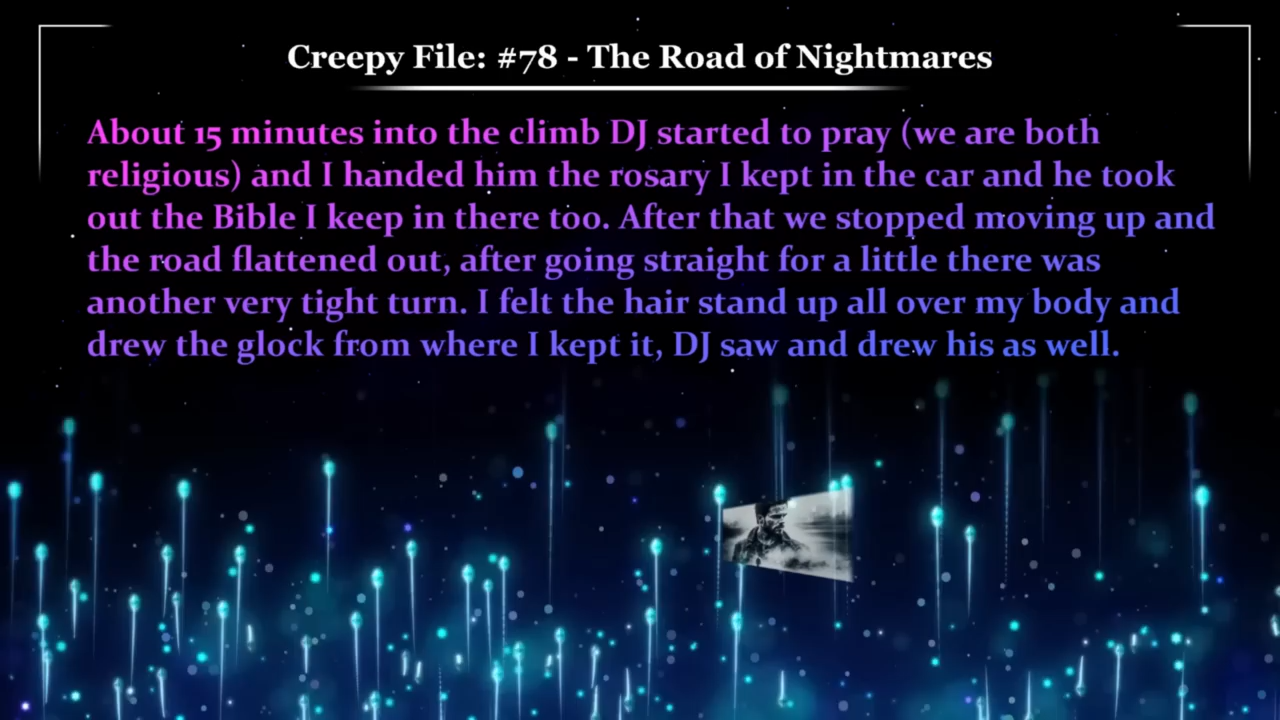 Creepy File: #78 - The Road of Nightmares
About 15 minutes into the climb DJ started to pray (we are both
religious) and I handed him the rosary I kept in the car and he took
out the Bible I keep in there too. After that we stopped moving up and
the road flattened out, after going straight for a little there was
another very tight turn. I felt the hair stand up all over my body and
drew the glock from where I kept it, DJ saw and drew his as well.